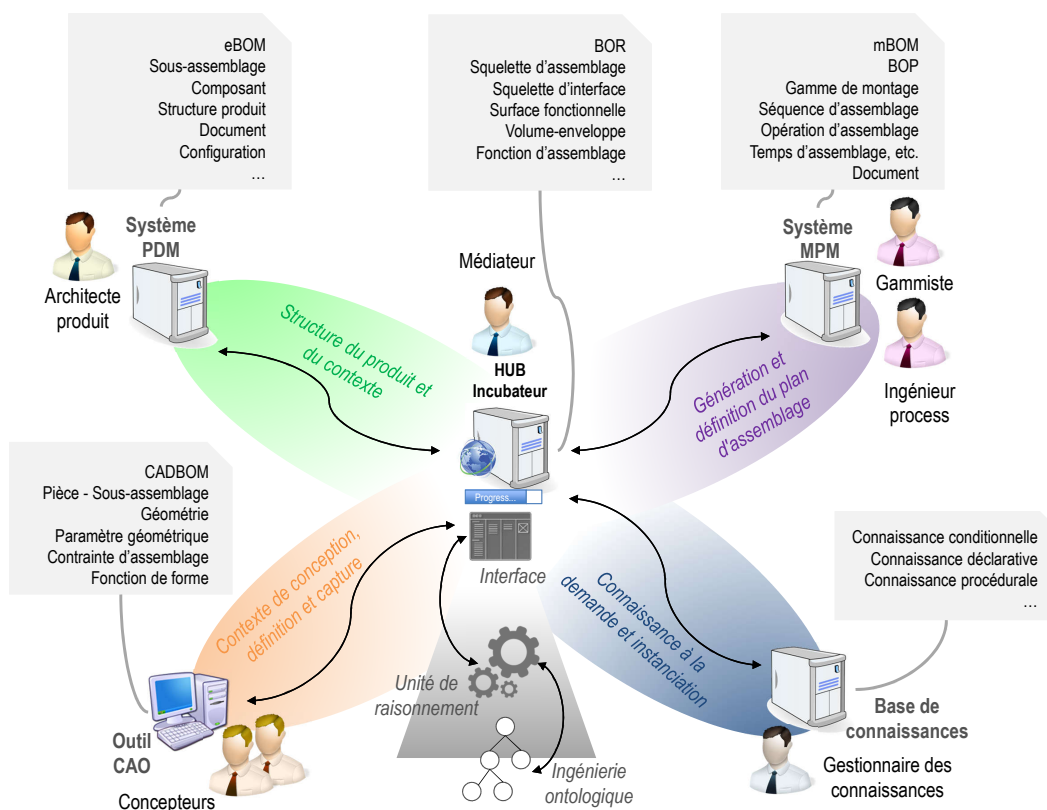 eBOM
Sous-assemblage
Composant
Structure produit
Document
Configuration
…
BOR
Squelette d'assemblage
Squelette d'interface
Surface fonctionnelle
Volume-enveloppe
Fonction d'assemblage
…
mBOM
BOP
Gamme de montage
Séquence d'assemblage
Opération d'assemblage
Temps d'assemblage, etc.
Document
Système
PDM
Architecte
produit
Médiateur
HUB
Incubateur
Système
MPM
Gammiste
Ingénieur
process
Structure du produit et
du contexte
Génération et
définition du plan
d'assemblage
Progress...
Interface
CADBOM
Pièce - Sous-assemblage
Géométrie
Paramètre géométrique
Contrainte d'assemblage
Fonction de forme
Contexte de conception,
définition et capture
Connaissance à la
demande et instanciation
Connaissance conditionnelle
Connaissance déclarative
Connaissance procédurale
…
Unité de
raisonnement
Ingénierie
ontologique
Outil
CAO
Concepteurs
Base de
connaissances
Gestionnaire des
connaissances